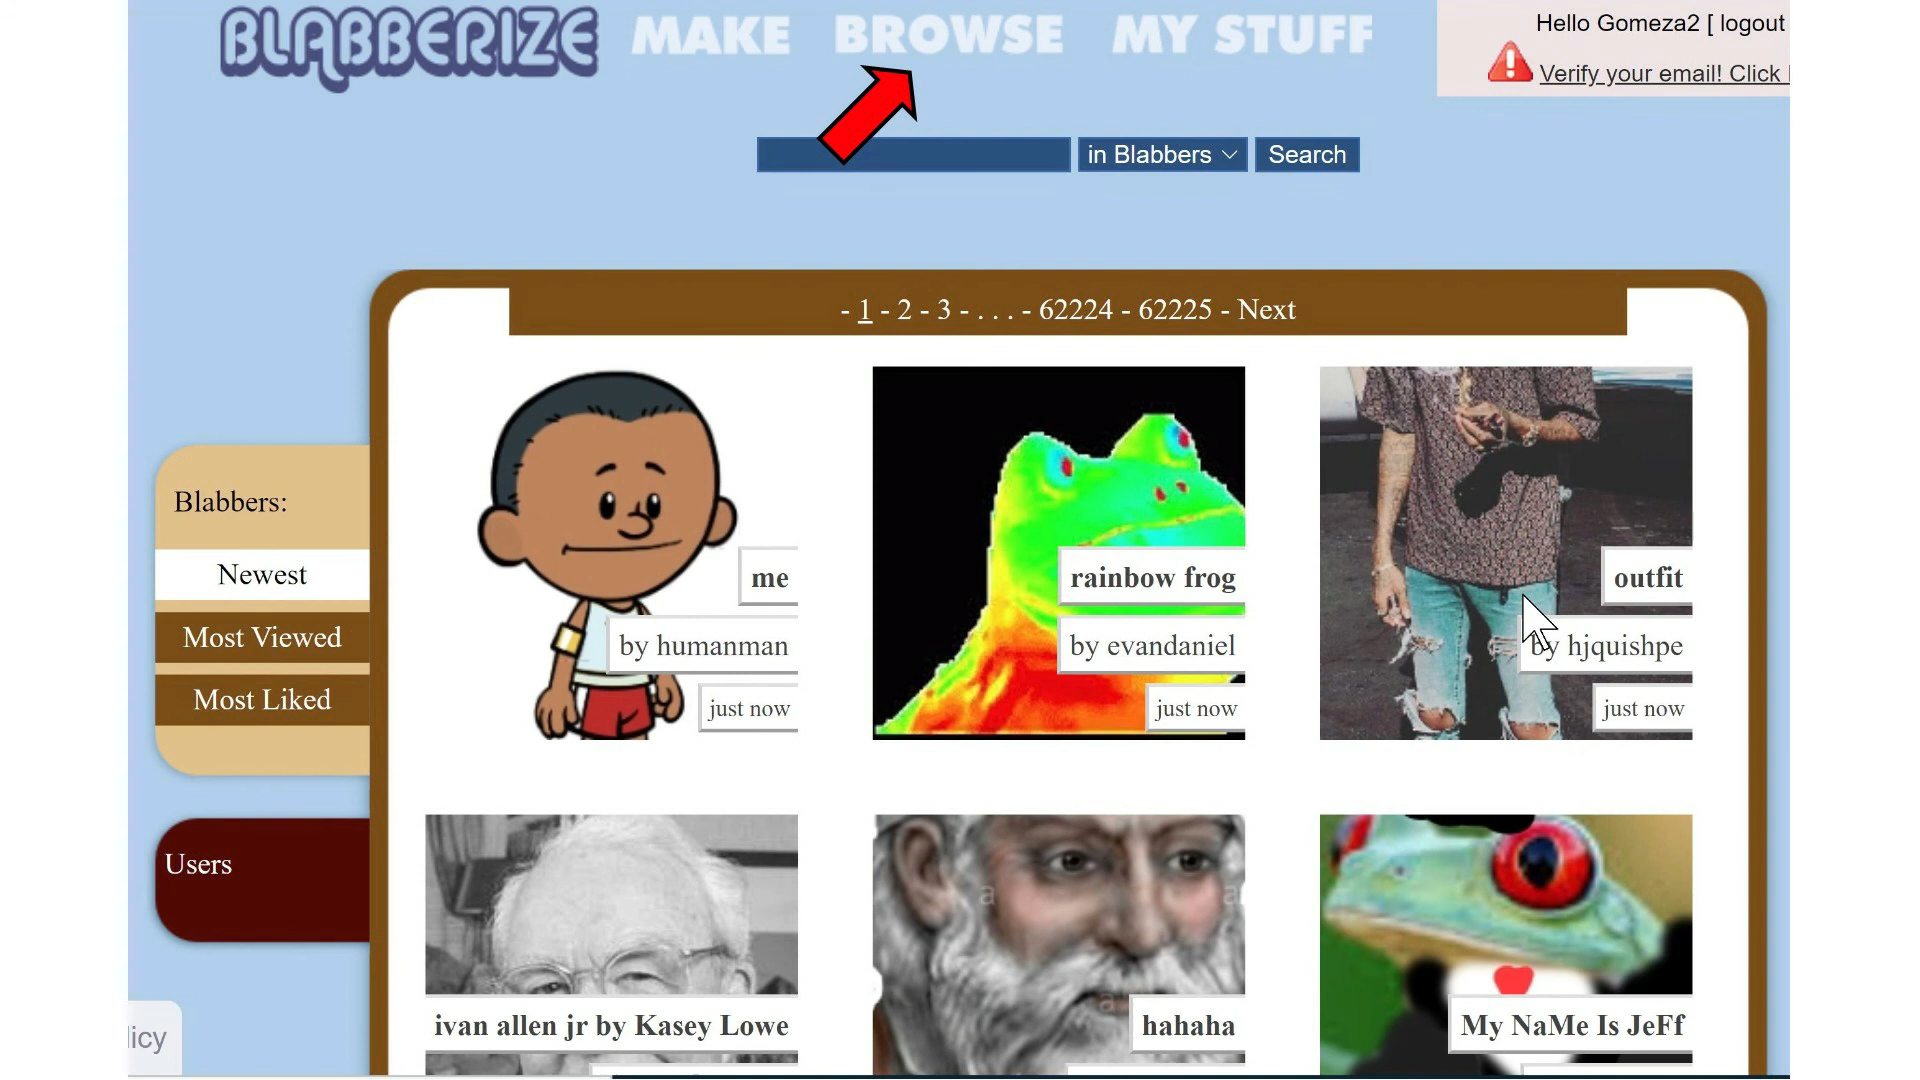 BLABBERIZE MAKE BROWSE MY STUFF
Hello Gomeza2 [ logout
Verify your email! Click
in Blabbers Search
- 1 - 2 - 3 - . . . - 62224 - 62225 - Next
Blabbers:
Newest
Most Viewed
Most Liked
Users
me
by humanman
just now
rainbow frog
by evandaniel
just now
outfit
by hjquishpe
just now
ivan allen jr by Kasey Lowe
hahaha
My NaMe Is JeFf
licy